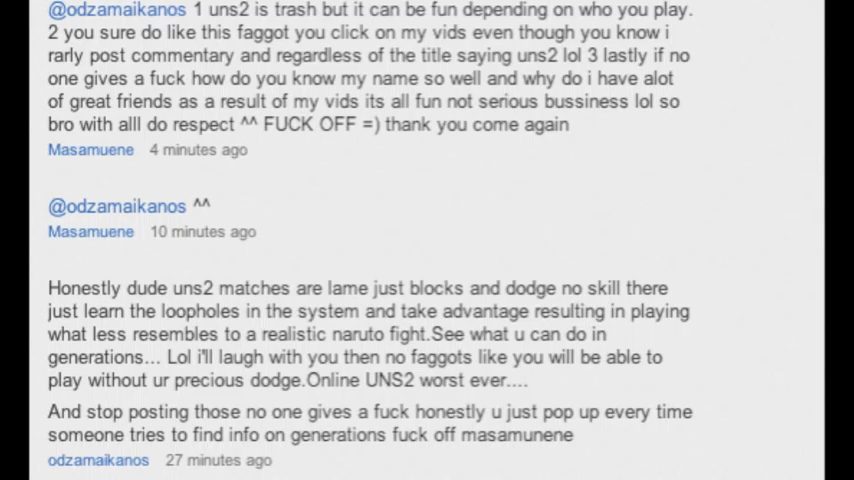 @odzamaikanos 1 uns2 is trash but it can be fun depending on who you play.
2 you sure do like this faggot you click on my vids even though you know i
rarly post commentary and regardless of the title saying uns2 lol 3 lastly if no
one gives a fuck how do you know my name so well and why do i have alot
of great friends as a result of my vids its all fun not serious bussiness lol so
bro with alll do respect ^^ FUCK OFF =) thank you come again
Masamuene 4 minutes ago
@odzamaikanos ^^
Masamuene 10 minutes ago
Honestly dude uns2 matches are lame just blocks and dodge no skill there
just learn the loopholes in the system and take advantage resulting in playing
what less resembles to a realistic naruto fight.See what u can do in
generations... Lol i'll laugh with you then no faggots like you will be able to
play without ur precious dodge.Online UNS2 worst ever....
And stop posting those no one gives a fuck honestly u just pop up every time
someone tries to find info on generations fuck off masamunene
odzamaikanos 27 minutes ago